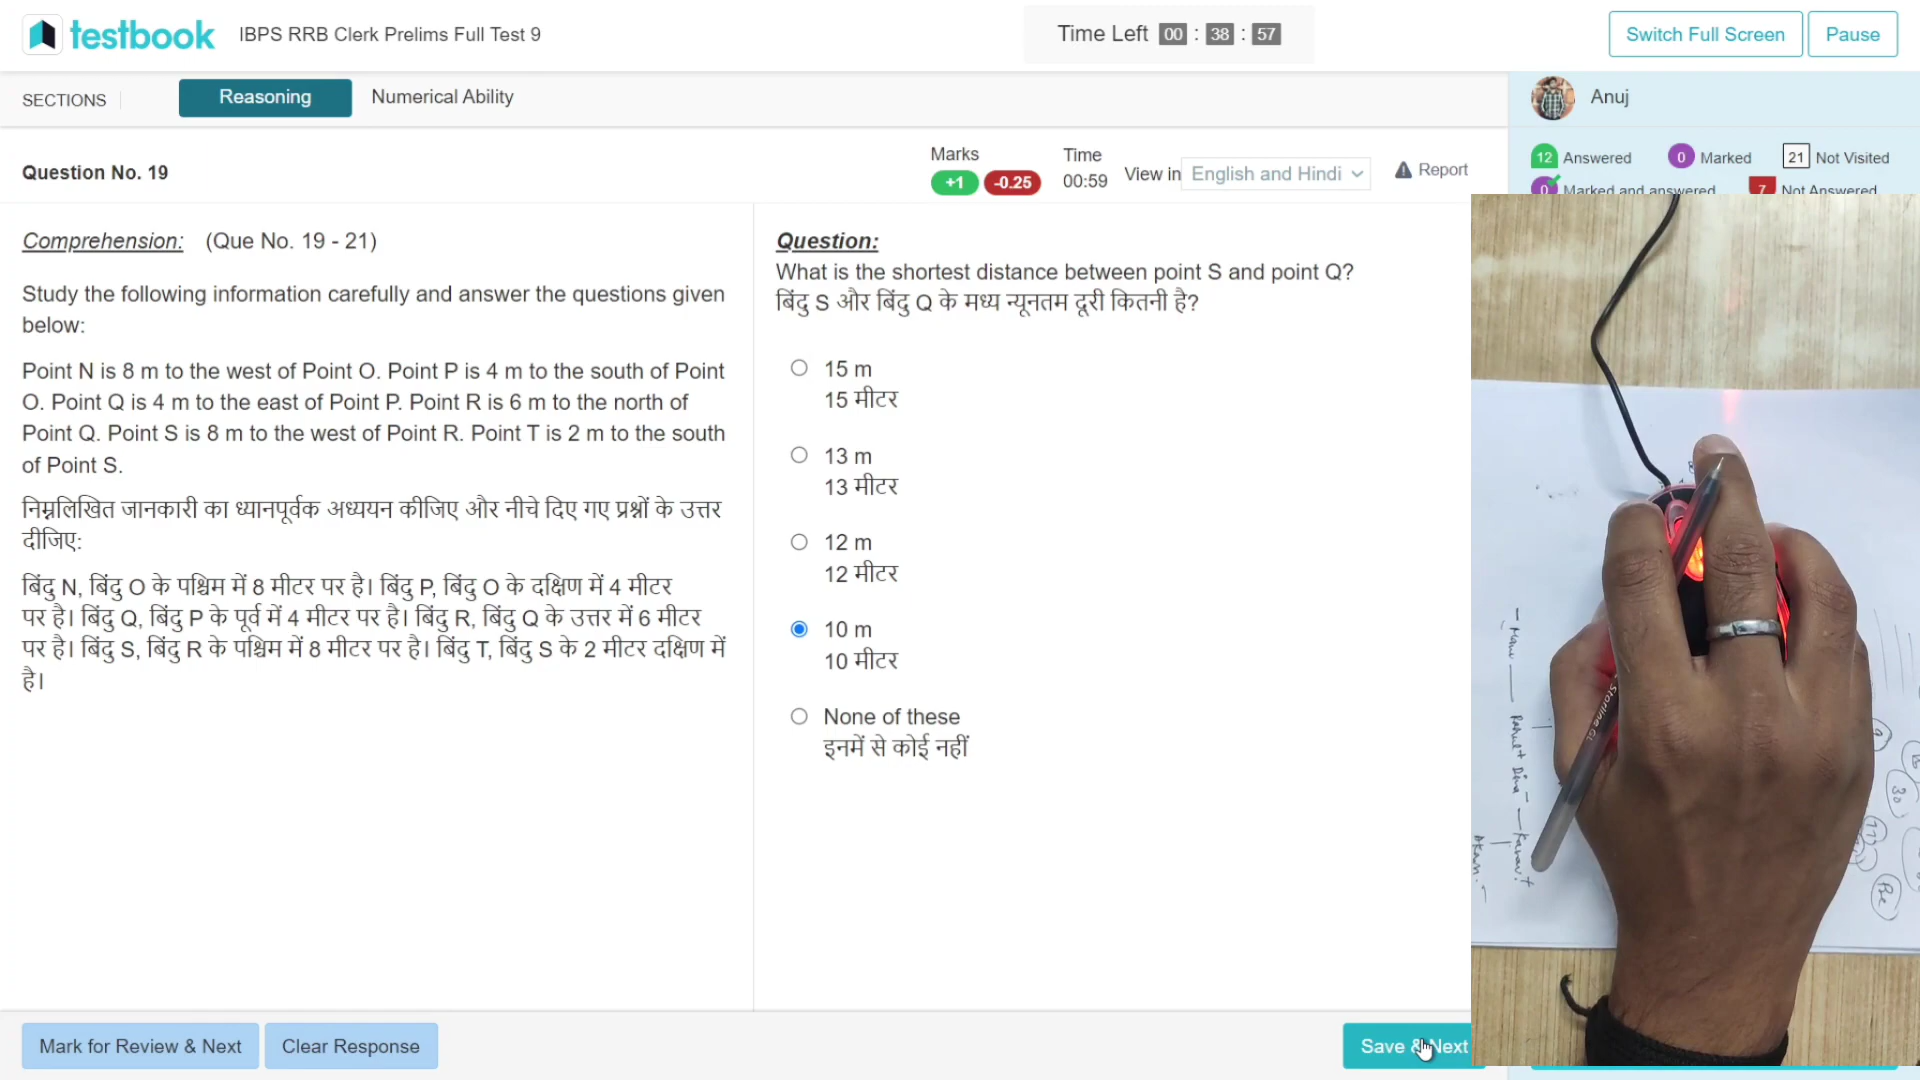 testbook
IBPS RRB Clerk Prelims Full Test 9
Time Left 00 : 38 : 57
Switch Full Screen
Pause
SECTIONS
Reasoning
Numerical Ability
Anuj
Question No. 19
Marks
+1 -0.25
Time
00:59
View in English and Hindi
Report
12 Answered
0 Marked
21 Not Visited
0 Marked and answered
7 Not Answered
Comprehension: (Que No. 19 - 21)
Study the following information carefully and answer the questions given
below:
Point N is 8 m to the west of Point O. Point P is 4 m to the south of Point
O. Point Q is 4 m to the east of Point P. Point R is 6 m to the north of
Point Q. Point S is 8 m to the west of Point R. Point T is 2 m to the south
of Point S.
निम्नलिखित जानकारी का ध्यानपूर्वक अध्ययन कीजिए और नीचे दिए गए प्रश्नों के उत्तर
दीजिए:
बिंदु N, बिंदु O के पश्चिम में 8 मीटर पर है। बिंदु P, बिंदु O के दक्षिण में 4 मीटर
पर है। बिंदु Q, बिंदु P के पूर्व में 4 मीटर पर है। बिंदु R, बिंदु Q के उत्तर में 6 मीटर
पर है। बिंदु S, बिंदु R के पश्चिम में 8 मीटर पर है। बिंदु T, बिंदु S के 2 मीटर दक्षिण में
है।
Question:
What is the shortest distance between point S and point Q?
बिंदु S और बिंदु Q के मध्य न्यूनतम दूरी कितनी है?
15 m
15 मीटर
13 m
13 मीटर
12 m
12 मीटर
10 m
10 मीटर
None of these
इनमें से कोई नहीं
Mark for Review & Next
Clear Response
Save & Next